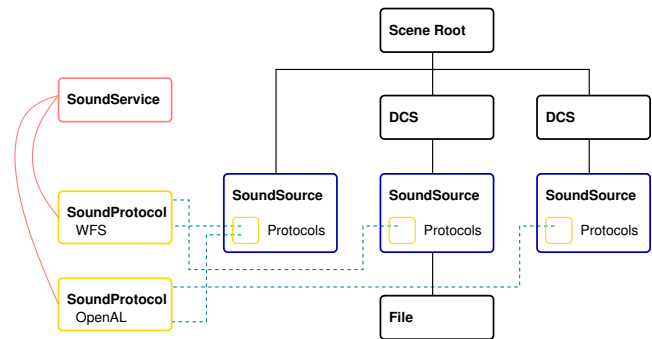 Scene Root
SoundService
DCS
DCS
SoundSource
Protocols
SoundSource
Protocols
SoundSource
Protocols
SoundProtocol
WFS
SoundProtocol
OpenAL
File